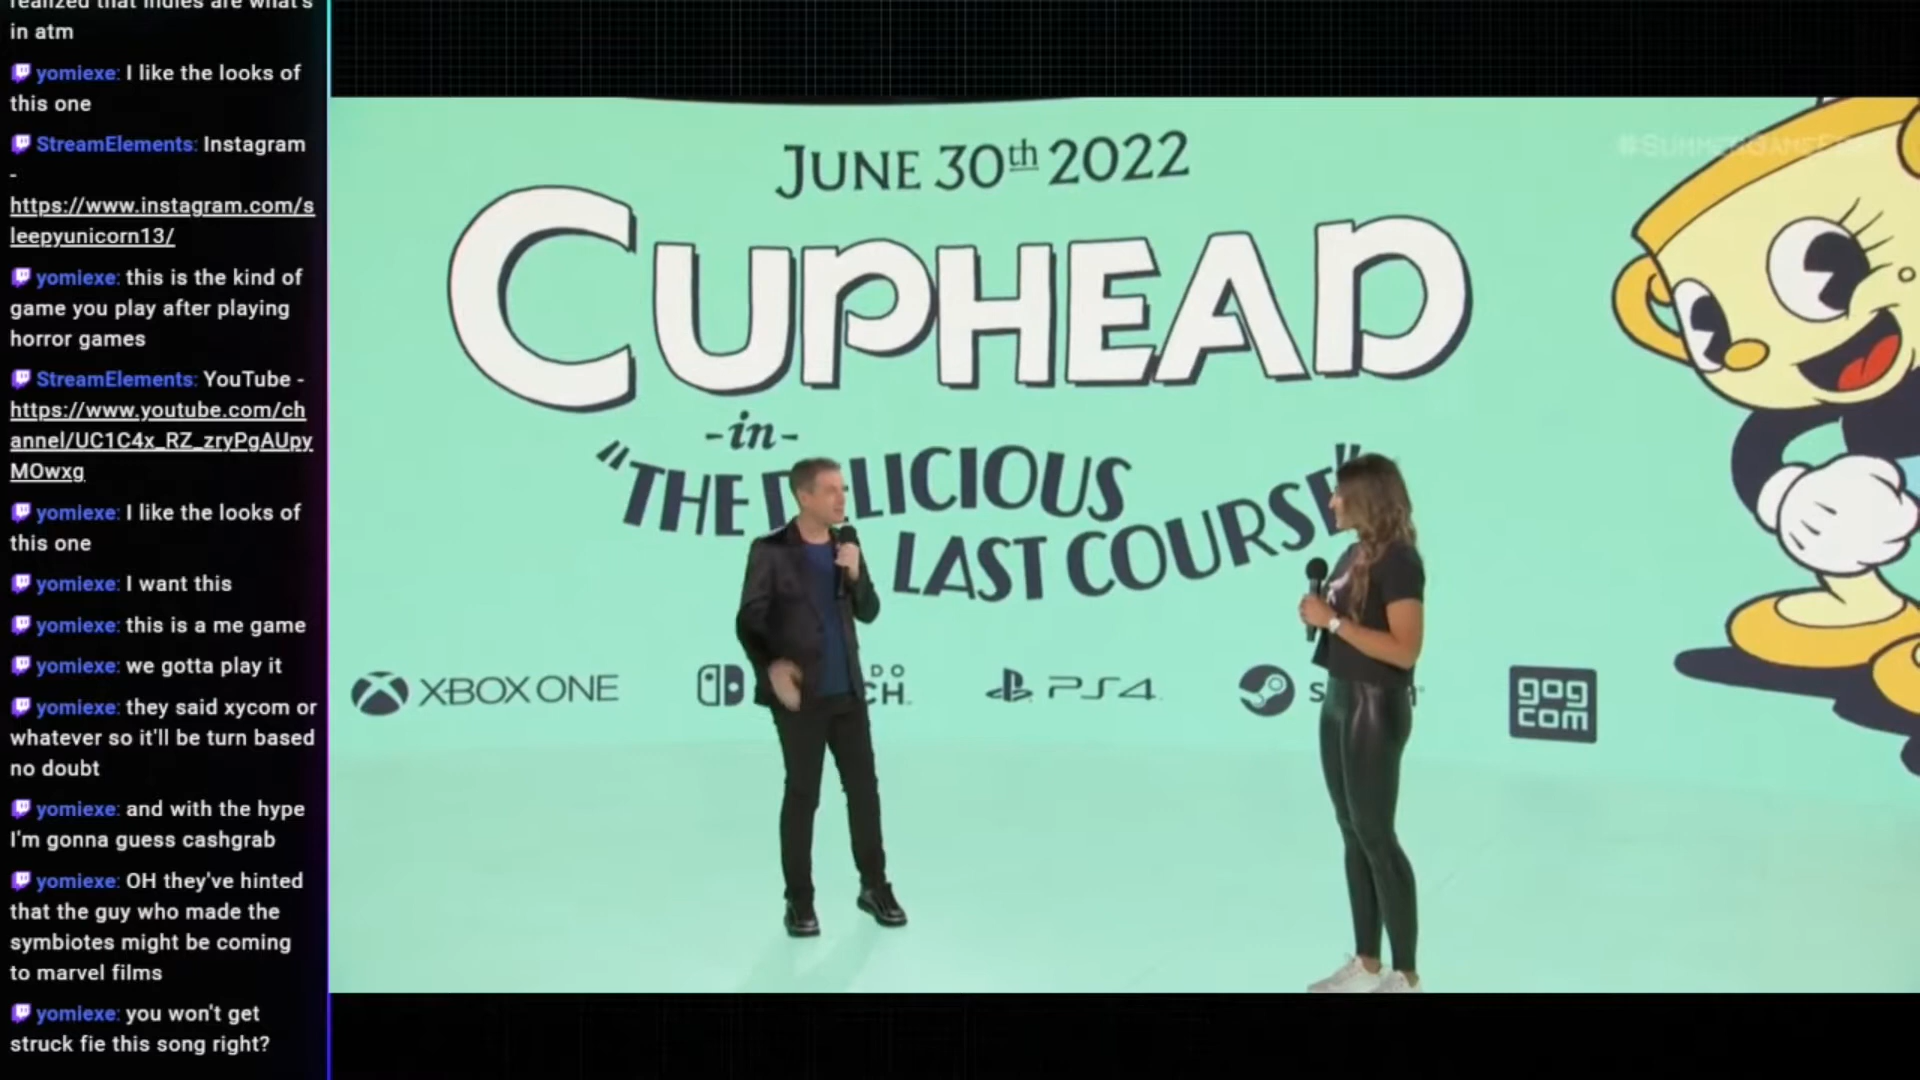 realized that indies are what's
in atm
yomiexe: I like the looks of
this one
StreamElements: Instagram
-
https://www.instagram.com/s
leepyunicorn13/
yomiexe: this is the kind of
game you play after playing
horror games
StreamElements: YouTube -
https://www.youtube.com/ch
annel/UC1C4x_RZ_zryPgAUpy
MOwxg
yomiexe: I like the looks of
this one
yomiexe: I want this
yomiexe: this is a me game
yomiexe: we gotta play it
yomiexe: they said xycom or
whatever so it'll be turn based
no doubt
yomiexe: and with the hype
I'm gonna guess cashgrab
yomiexe: OH they've hinted
that the guy who made the
symbiotes might be coming
to marvel films
yomiexe: you won't get
struck fie this song right?
JUNE 30th 2022
CUPHEAD
-in-
"THE DELICIOUS
LAST COURSE"
XBOX ONE
PS4
gog
com